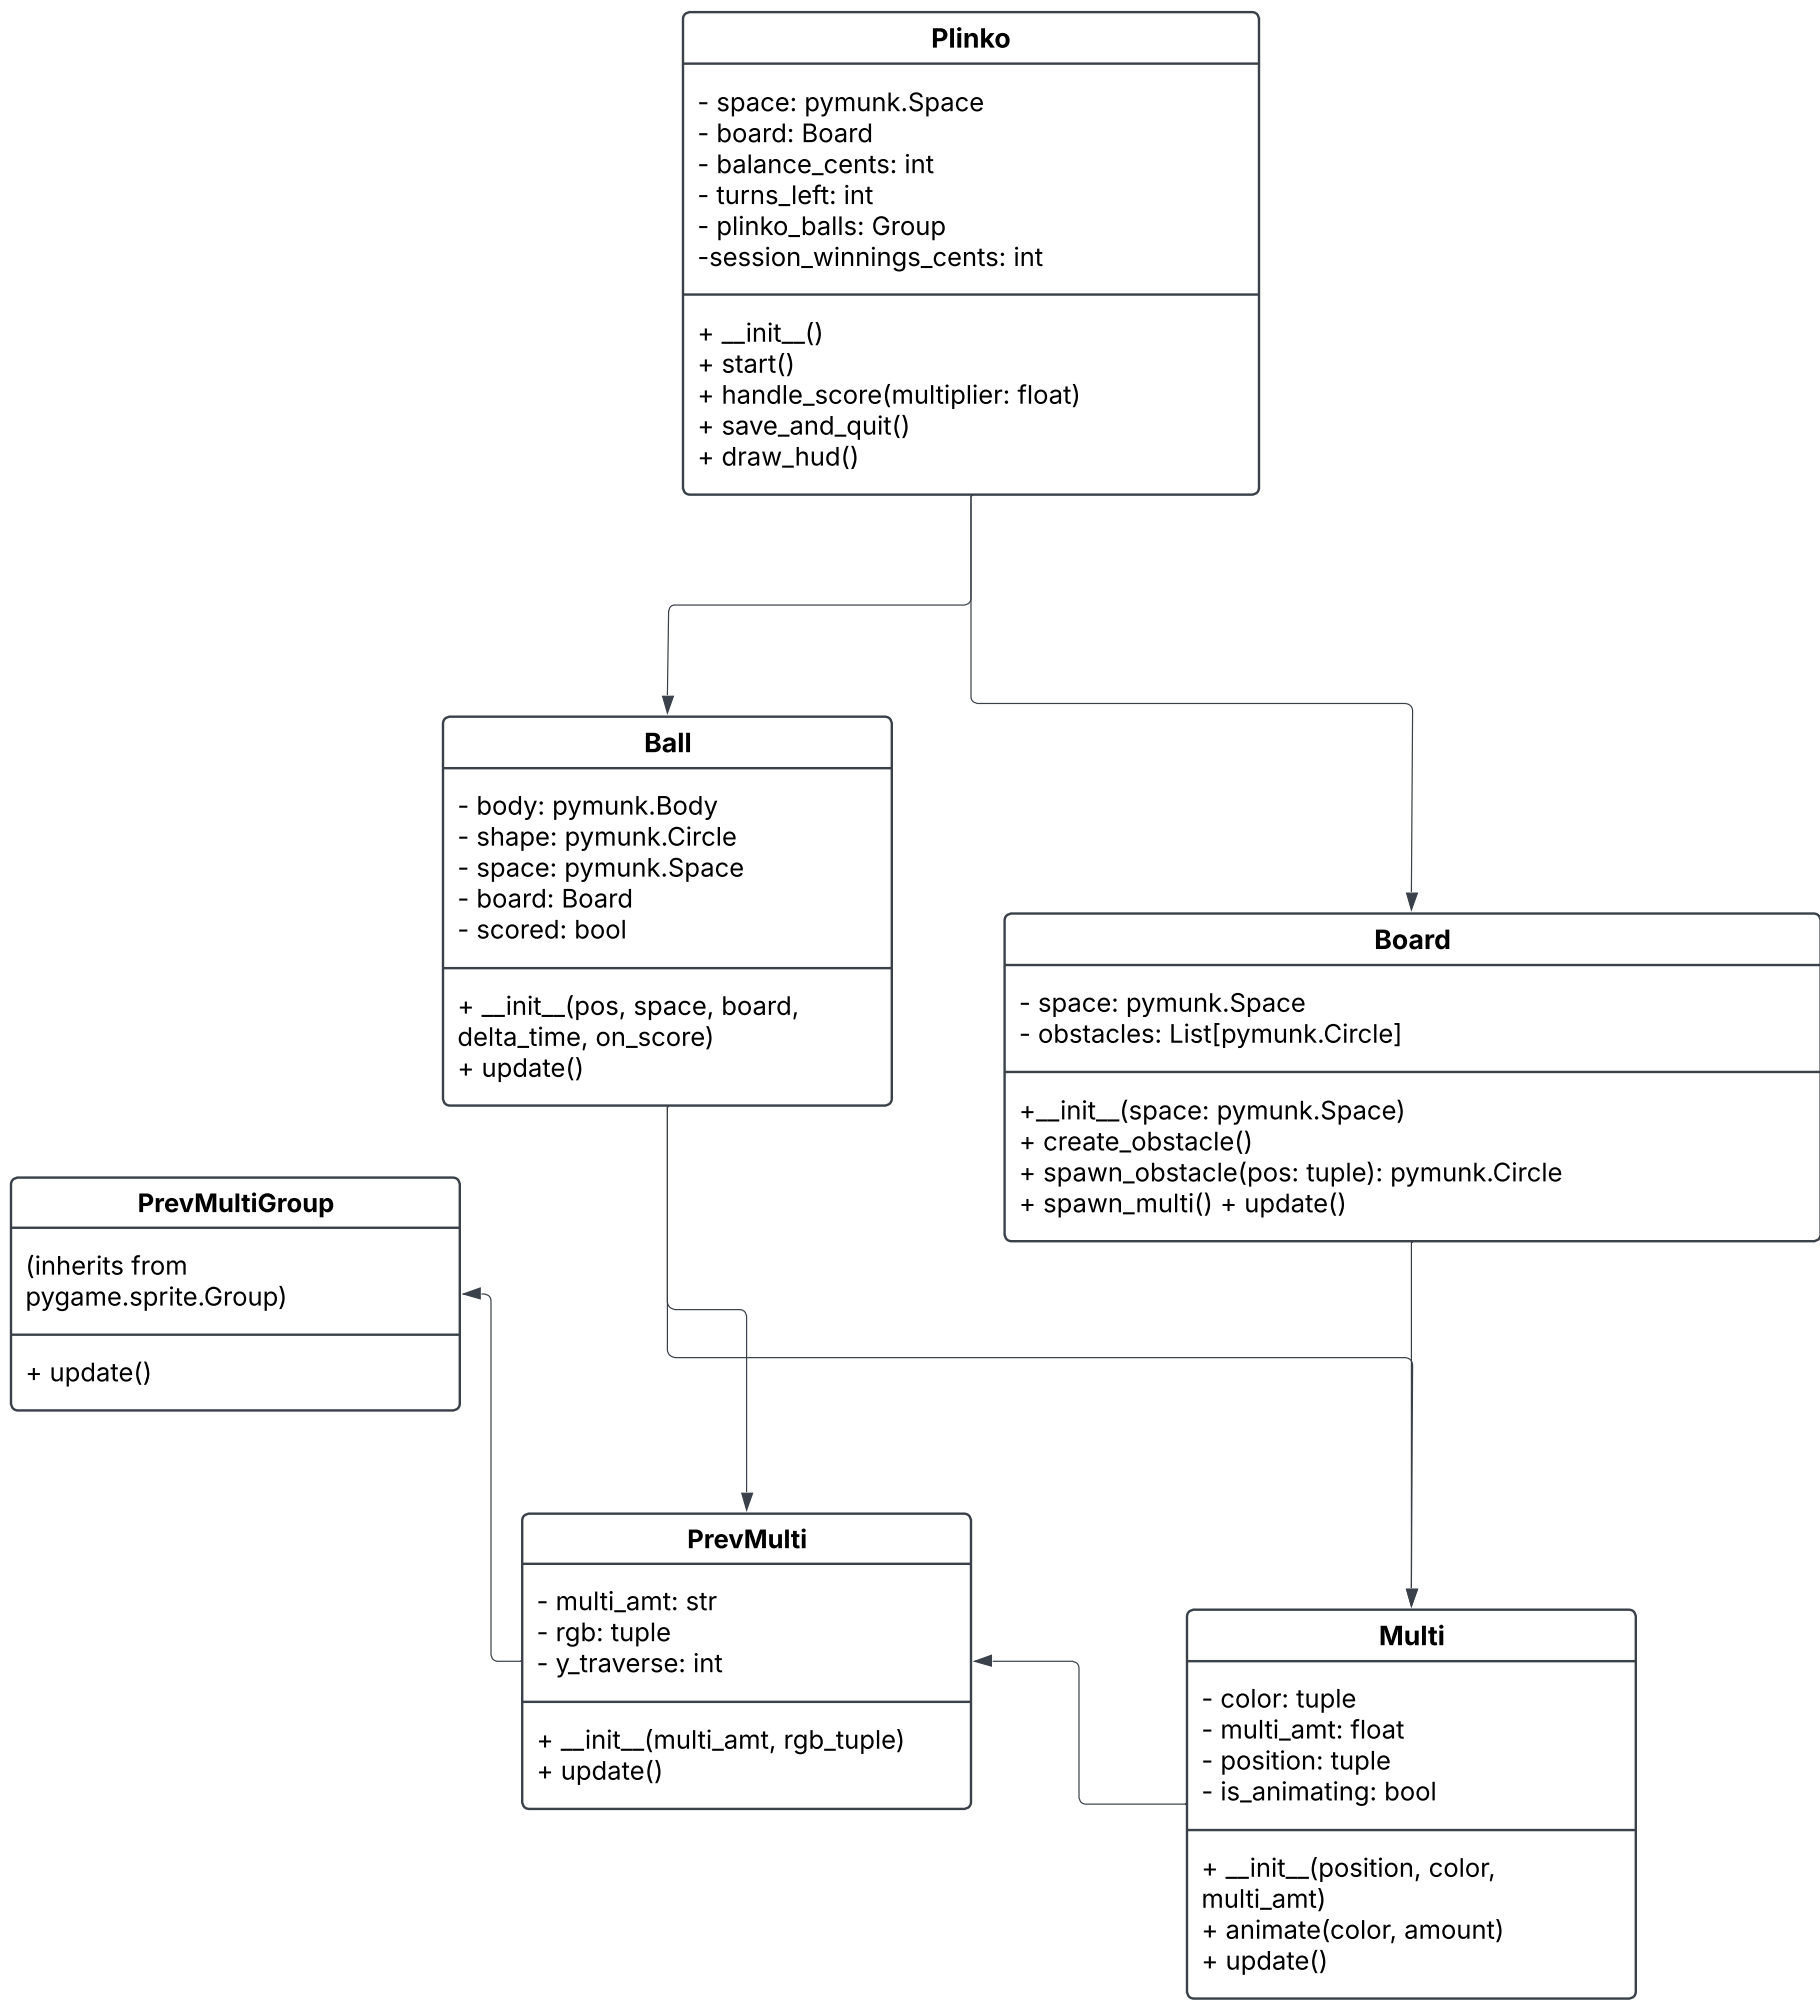 Plinko
- space: pymunk.Space
- board: Board
- balance_cents: int
- turns_left: int
- plinko_balls: Group
-session_winnings_cents: int
+ __init__()
+ start()
+ handle_score(multiplier: float)
+ save_and_quit()
+ draw_hud()
Ball
- body: pymunk.Body
- shape: pymunk.Circle
- space: pymunk.Space
- board: Board
- scored: bool
+ __init__(pos, space, board,
delta_time, on_score)
+ update()
Board
- space: pymunk.Space
- obstacles: List[pymunk.Circle]
+__init__(space: pymunk.Space)
+ create_obstacle()
+ spawn_obstacle(pos: tuple): pymunk.Circle
+ spawn_multi() + update()
PrevMultiGroup
(inherits from
pygame.sprite.Group)
+ update()
PrevMulti
- multi_amt: str
- rgb: tuple
- y_traverse: int
+ __init__(multi_amt, rgb_tuple)
+ update()
Multi
- color: tuple
- multi_amt: float
- position: tuple
- is_animating: bool
+ __init__(position, color,
multi_amt)
+ animate(color, amount)
+ update()